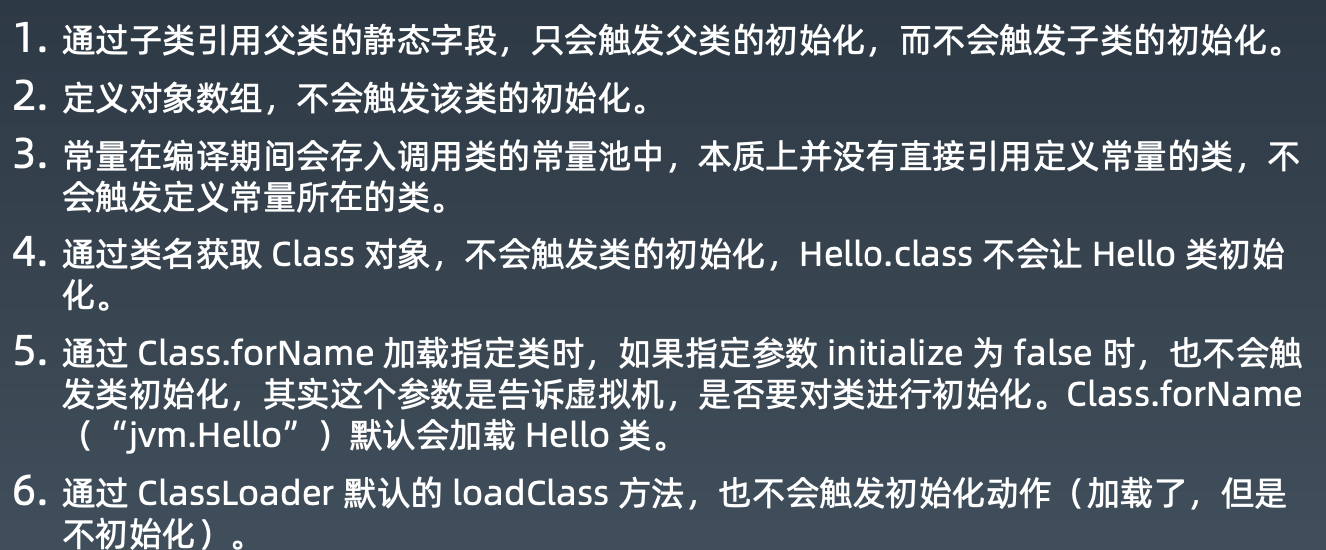 1. 通过子类引用父类的静态字段，只会触发父类的初始化，而不会触发子类的初始化。
2. 定义对象数组，不会触发该类的初始化。
3. 常量在编译期间会存入调用类的常量池中，本质上并没有直接引用定义常量的类，不
会触发定义常量所在的类。
4. 通过类名获取 Class 对象，不会触发类的初始化，Hello.class 不会让 Hello 类初始
化。
5. 通过 Class.forName 加载指定类时，如果指定参数 initialize 为 false 时，也不会触
发类初始化，其实这个参数是告诉虚拟机，是否要对类进行初始化。Class.forName
（“jvm.Hello”）默认会加载 Hello 类。
6. 通过 ClassLoader 默认的 loadClass 方法，也不会触发初始化动作（加载了，但是
不初始化）。